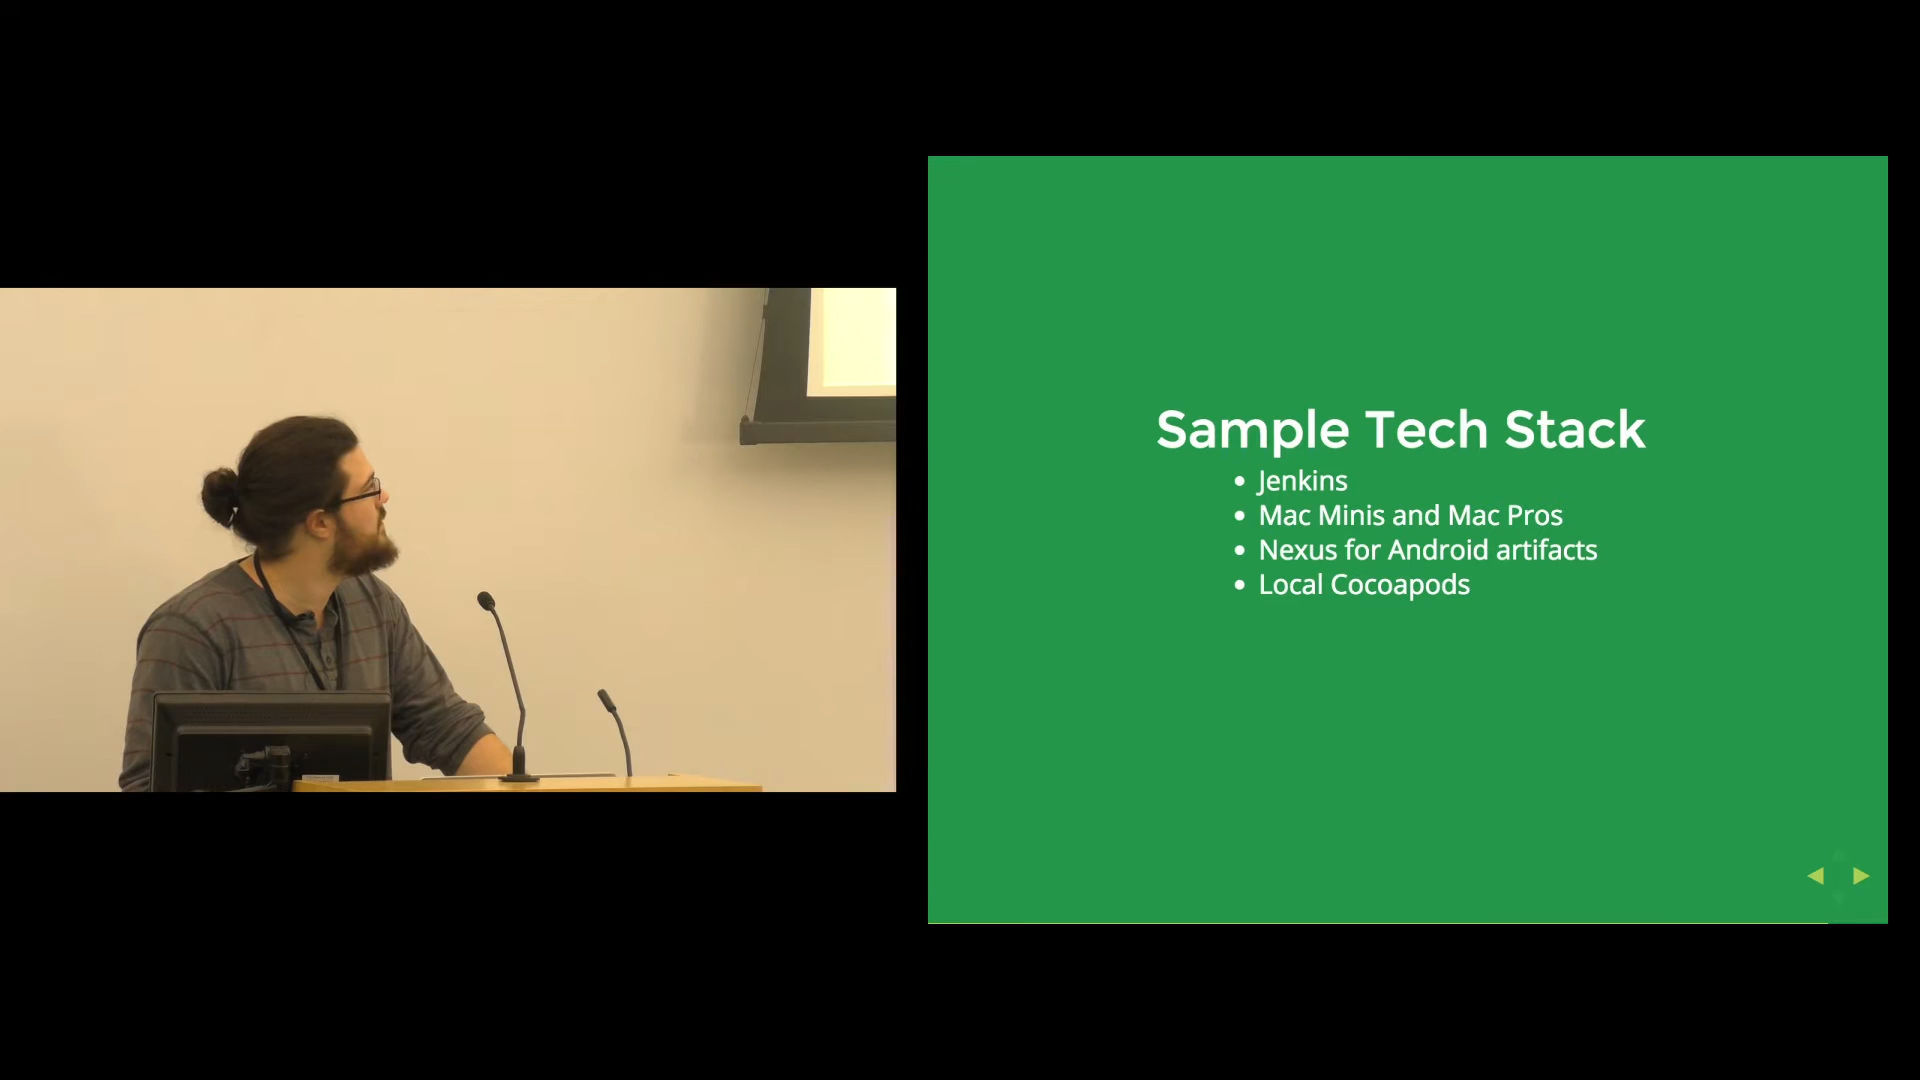 Sample Tech Stack
Jenkins
Mac Minis and Mac Pros
Nexus for Android artifacts
Local Cocoapods